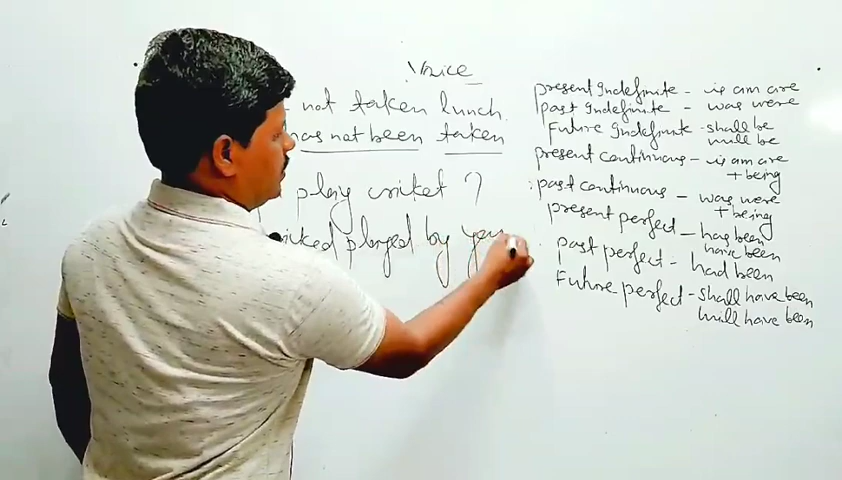 Voice
not taken lunch.
has not been taken
play cricket ?
played by you
present Indefinite - is am are
past Indefinite - was were
Future Indefinite - shall be
will be
present continuous - is am are
+ being
past continuous - was were
+ being
present perfect - has been
have been
past perfect - had been
Future perfect - shall have been
will have been